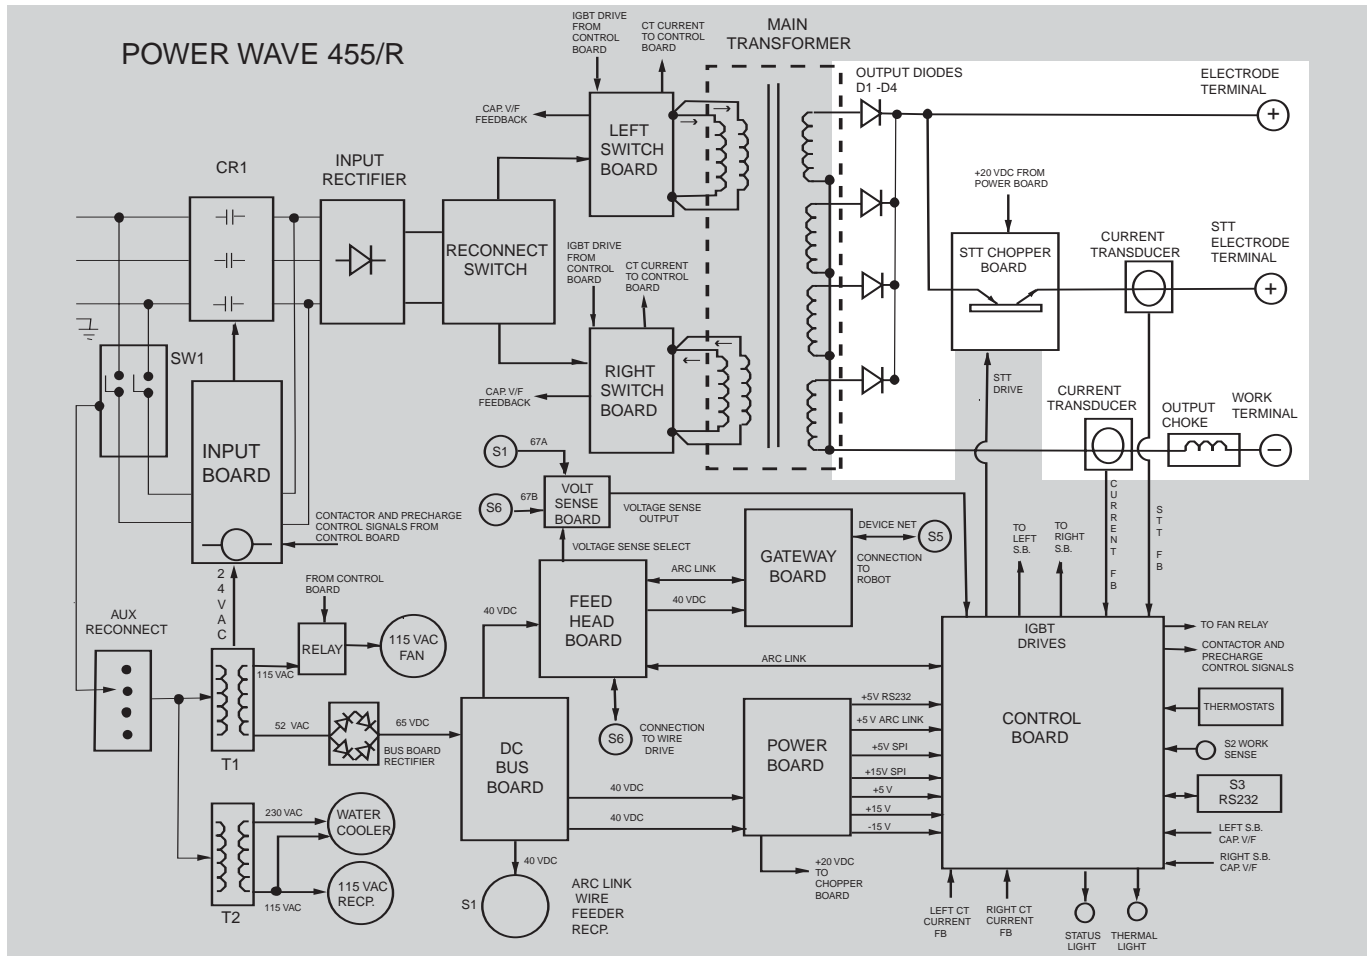 POWER WAVE 455/R
IGBT DRIVE
FROM
CONTROL
BOARD
CT CURRENT
TO CONTROL
BOARD
MAIN
TRANSFORMER
OUTPUT DIODES
D1 -D4
ELECTRODE
TERMINAL
+
CAP. V/F
FEEDBACK
LEFT
SWITCH
BOARD
CR1
INPUT
RECTIFIER
RECONNECT
SWITCH
IGBT DRIVE
FROM
CONTROL
BOARD
CT CURRENT
TO CONTROL
BOARD
+20 VDC FROM
POWER BOARD
STT CHOPPER
BOARD
CURRENT
TRANSDUCER
STT
ELECTRODE
TERMINAL
+
SW1
RIGHT
SWITCH
BOARD
CAP. V/F
FEEDBACK
STT
DRIVE
CURRENT
TRANSDUCER
OUTPUT
CHOKE
WORK
TERMINAL
-
INPUT
BOARD
S1
67A
S6
67B
VOLT
SENSE
BOARD
VOLTAGE SENSE
OUTPUT
VOLTAGE SENSE SELECT
CONTACTOR AND PRECHARGE
CONTROL SIGNALS FROM
CONTROL BOARD
CURRENT FB
STT FB
TO
LEFT
S.B.
TO
RIGHT
S.B.
GATEWAY
BOARD
DEVICE NET
S5
CONNECTION
TO
ROBOT
24VAC
FROM CONTROL
BOARD
AUX
RECONNECT
RELAY
115 VAC
FAN
115 VAC
40 VDC
FEED
HEAD
BOARD
ARC LINK
40 VDC
ARC LINK
IGBT
DRIVES
CONTROL
BOARD
TO FAN RELAY
CONTACTOR AND
PRECHARGE
CONTROL SIGNALS
THERMOSTATS
S2 WORK
SENSE
S3
RS232
LEFT S.B.
CAP. V/F
RIGHT S.B.
CAP. V/F
52 VAC
65 VDC
BUS BOARD
RECTIFIER
T1
DC
BUS
BOARD
S6
CONNECTION
TO WIRE
DRIVE
POWER
BOARD
+5V RS232
+5 V ARC LINK
+5V SPI
+15V SPI
+5 V
+15 V
-15 V
40 VDC
40 VDC
230 VAC
WATER
COOLER
115 VAC
RECP.
115 VAC
T2
40 VDC
S1
ARC LINK
WIRE
FEEDER
RECP.
+20 VDC
TO
CHOPPER
BOARD
LEFT CT
CURRENT
FB
RIGHT CT
CURRENT
FB
STATUS
LIGHT
THERMAL
LIGHT